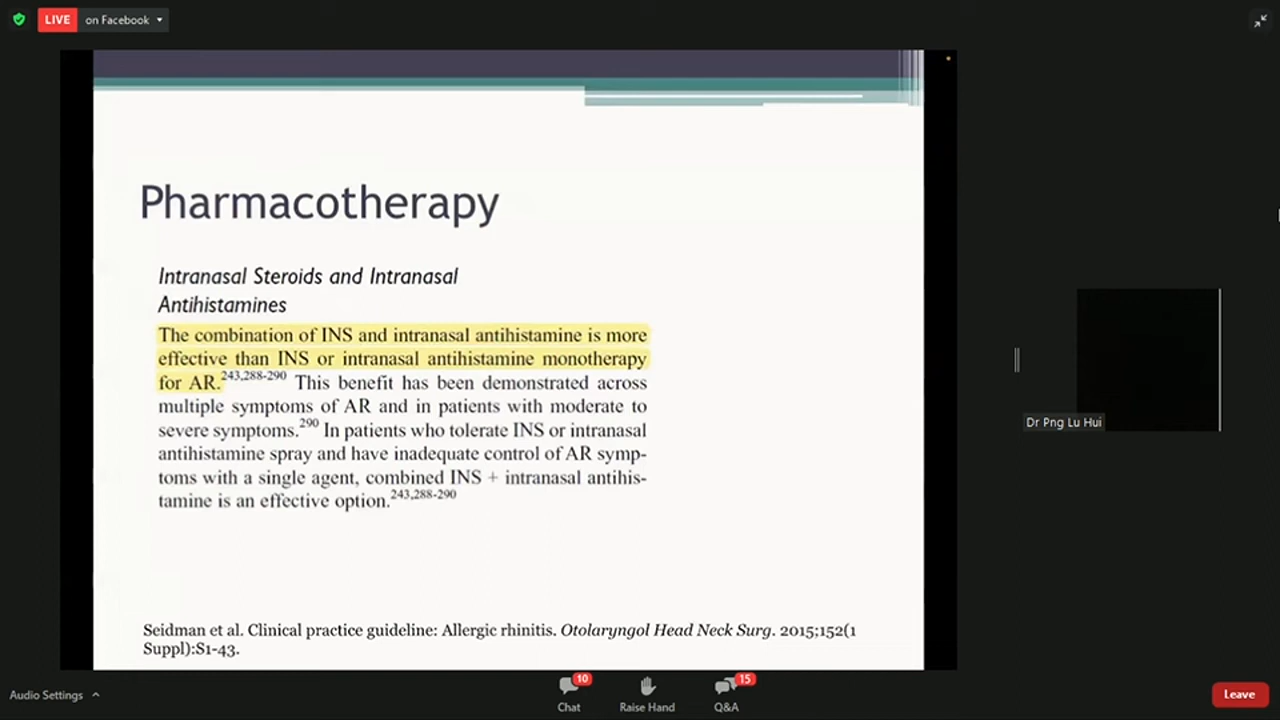 LIVE on Facebook
Pharmacotherapy
Intranasal Steroids and Intranasal
Antihistamines
The combination of INS and intranasal antihistamine is more
effective than INS or intranasal antihistamine monotherapy
for AR.243,288-290 This benefit has been demonstrated across
multiple symptoms of AR and in patients with moderate to
severe symptoms.290 In patients who tolerate INS or intranasal
antihistamine spray and have inadequate control of AR symp-
toms with a single agent, combined INS + intranasal antihis-
tamine is an effective option.243,288-290
Seidman et al. Clinical practice guideline: Allergic rhinitis. Otolaryngol Head Neck Surg. 2015;152(1
Suppl):S1-43.
Dr Png Lu Hui
Audio Settings
10
Chat
Raise Hand
15
Q&A
Leave